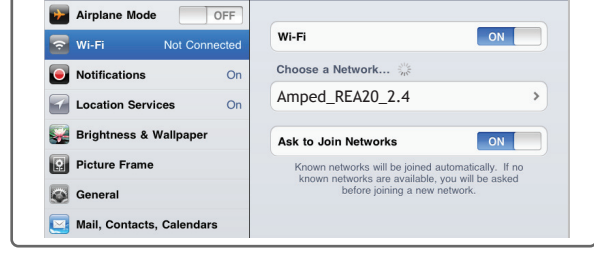 Airplane Mode OFF
Wi-Fi Not Connected
Notifications On
Location Services On
Brightness & Wallpaper
Picture Frame
General
Mail, Contacts, Calendars
Wi-Fi ON
Choose a Network...
Amped_REA20_2.4
Ask to Join Networks ON
Known networks will be joined automatically. If no
known networks are available, you will be asked
before joining a new network.